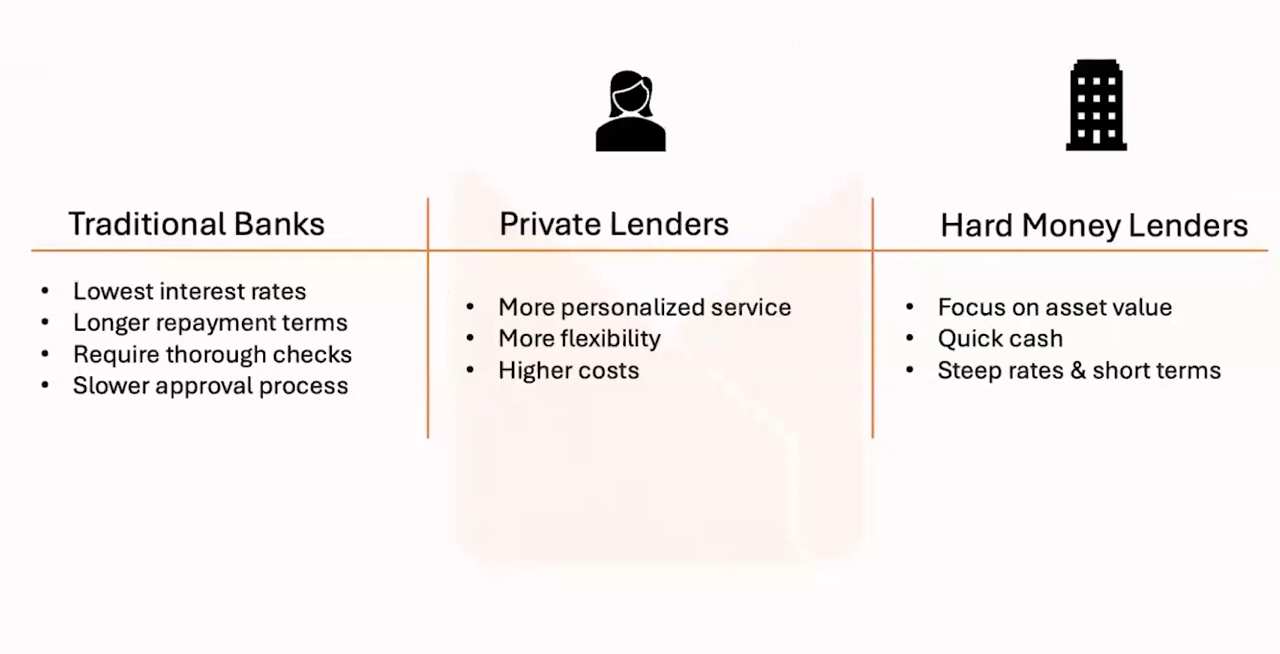 Traditional Banks
• Lowest interest rates
• Longer repayment terms
• Require thorough checks
• Slower approval process
Private Lenders
• More personalized service
• More flexibility
• Higher costs
Hard Money Lenders
• Focus on asset value
• Quick cash
• Steep rates & short terms